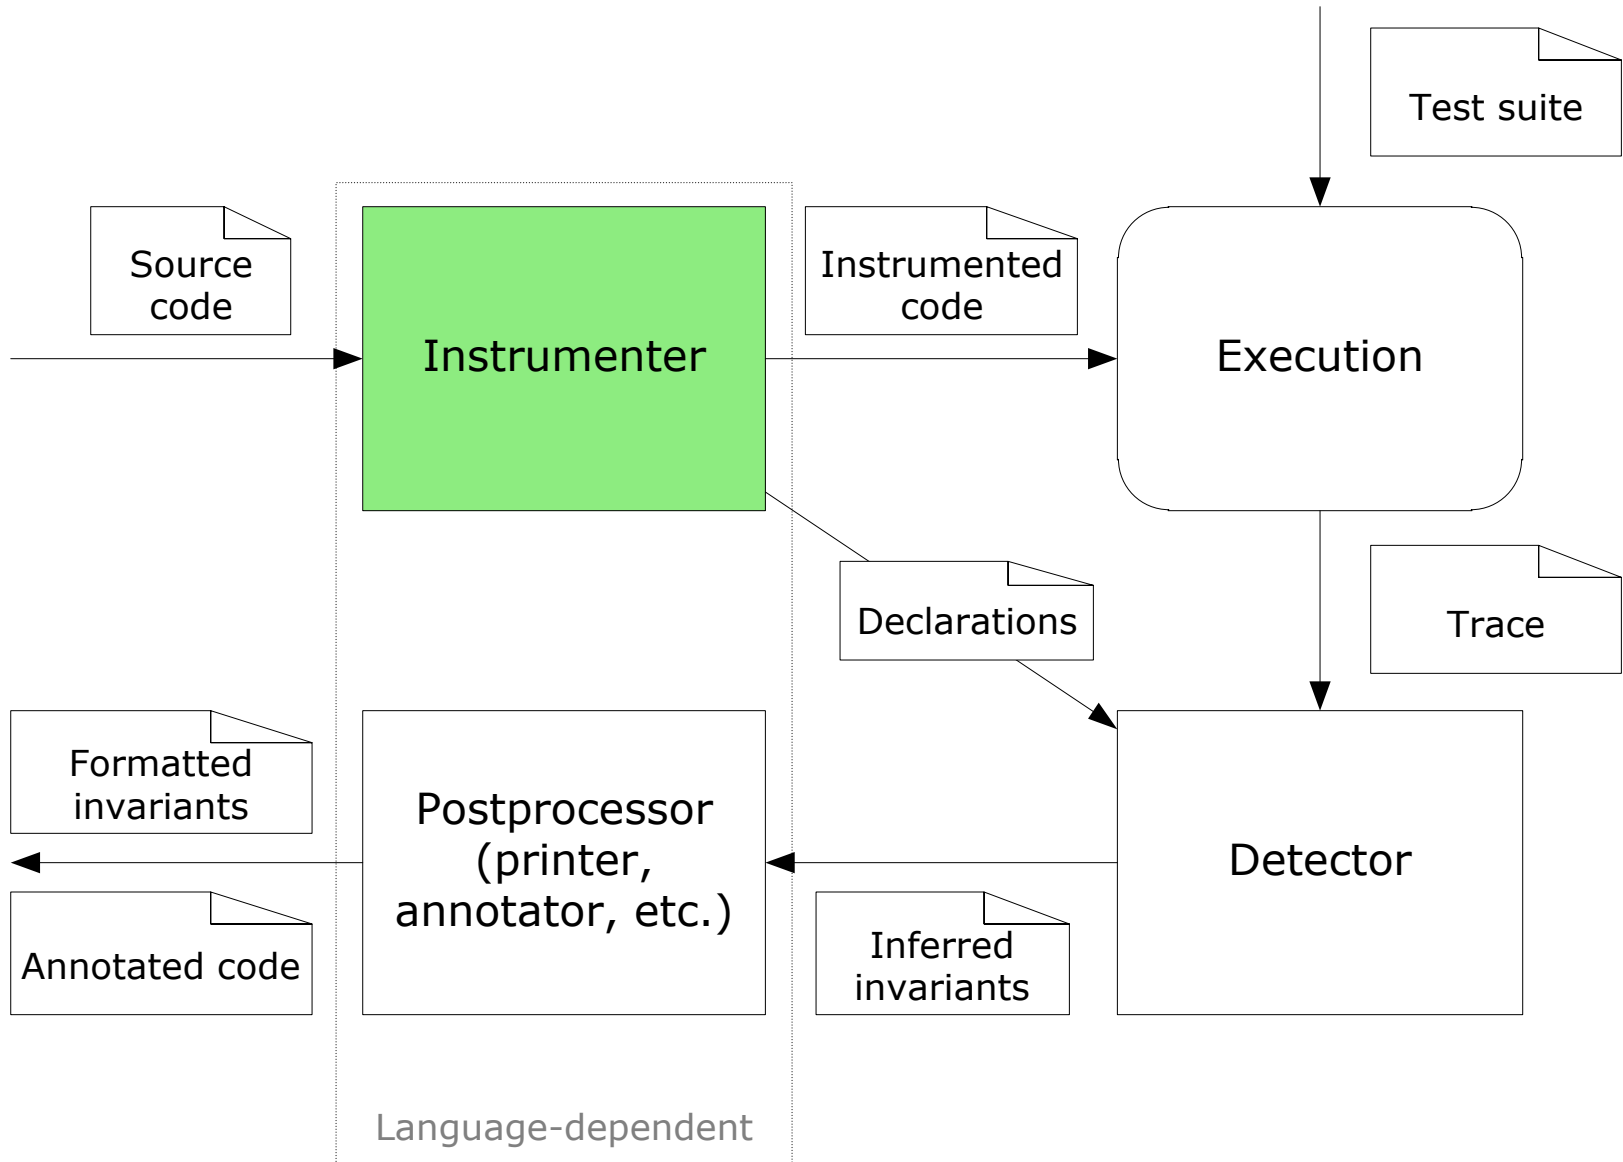 Test suite
Source
code
Instrumented
code
Instrumenter
Execution
Declarations
Trace
Formatted
invariants
Postprocessor
(printer,
annotator, etc.)
Detector
Annotated code
Inferred
invariants
Language-dependent